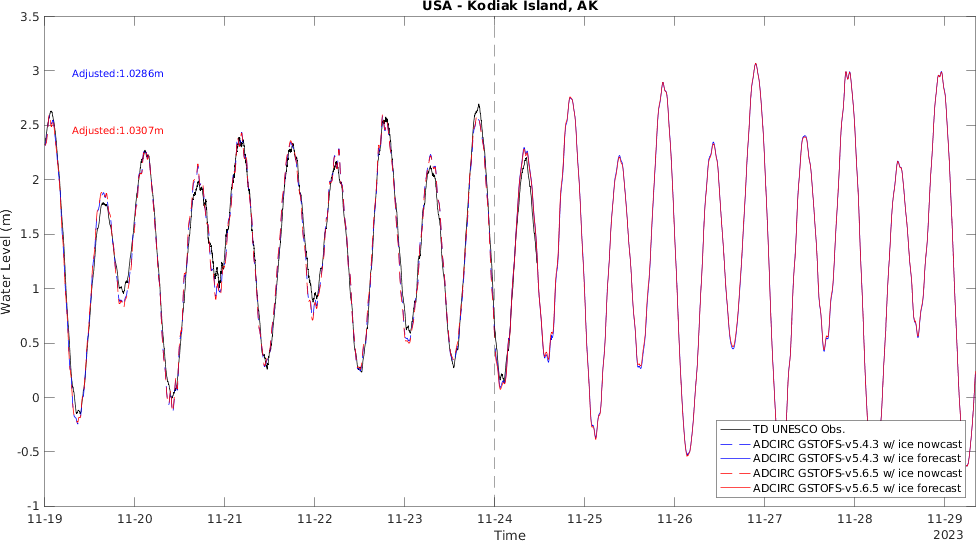 USA - Kodiak Island, AK
3.5
3
2.5
2
1.5
1
0.5
0
-0.5
-1
Water Level (m)
Adjusted:1.0286m
Adjusted:1.0307m
TD UNESCO Obs.
ADCIRC GSTOFS-v5.4.3 w/ ice nowcast
ADCIRC GSTOFS-v5.4.3 w/ ice forecast
ADCIRC GSTOFS-v5.6.5 w/ ice nowcast
ADCIRC GSTOFS-v5.6.5 w/ ice forecast
11-19 11-20 11-21 11-22 11-23 11-24 11-25 11-26 11-27 11-28 11-29
Time
2023